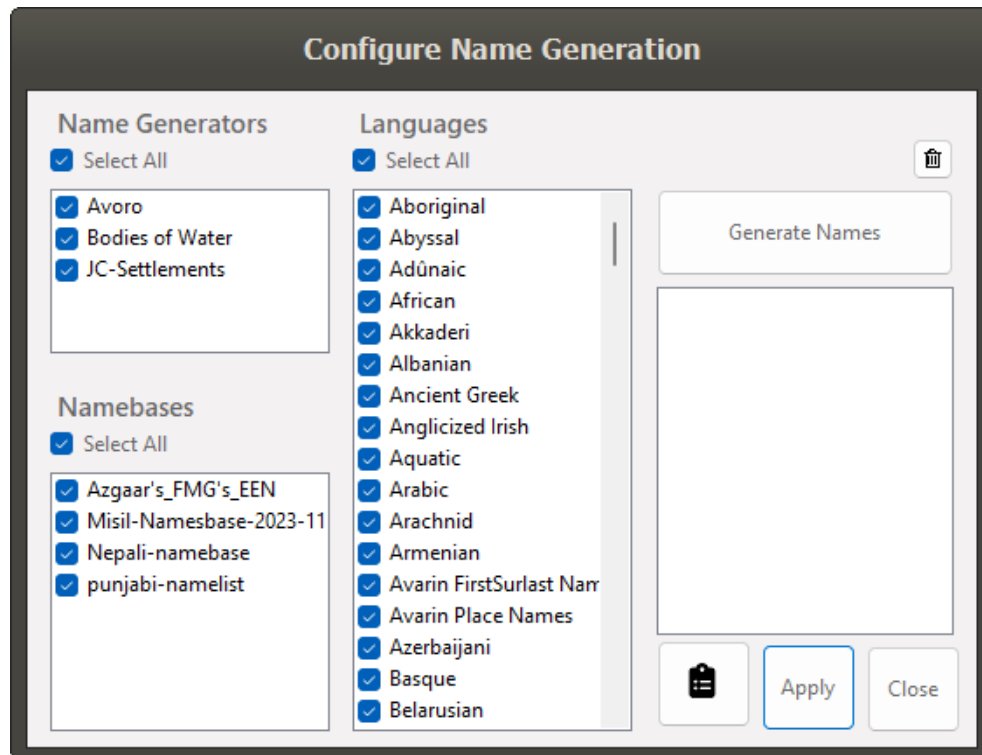 Configure Name Generation
Name Generators
Select All
Avoro
Bodies of Water
JC-Settlements
Namebases
Select All
Azgaar's_FMG's_EEN
Misil-Namesbase-2023-11
Nepali-namebase
punjabi-namelist
Languages
Select All
Aboriginal
Abyssal
Adûnaic
African
Akkaderi
Albanian
Ancient Greek
Anglicized Irish
Aquatic
Arabic
Arachnid
Armenian
Avarin FirstSurlast Nam
Avarin Place Names
Azerbaijani
Basque
Belarusian
Generate Names
Apply
Close